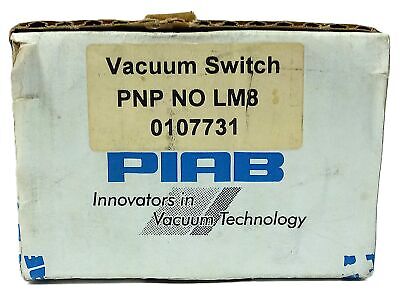 Vacuum Switch
PNP NO LM8
0107731
PIAB
Innovators in
Vacuum Technology